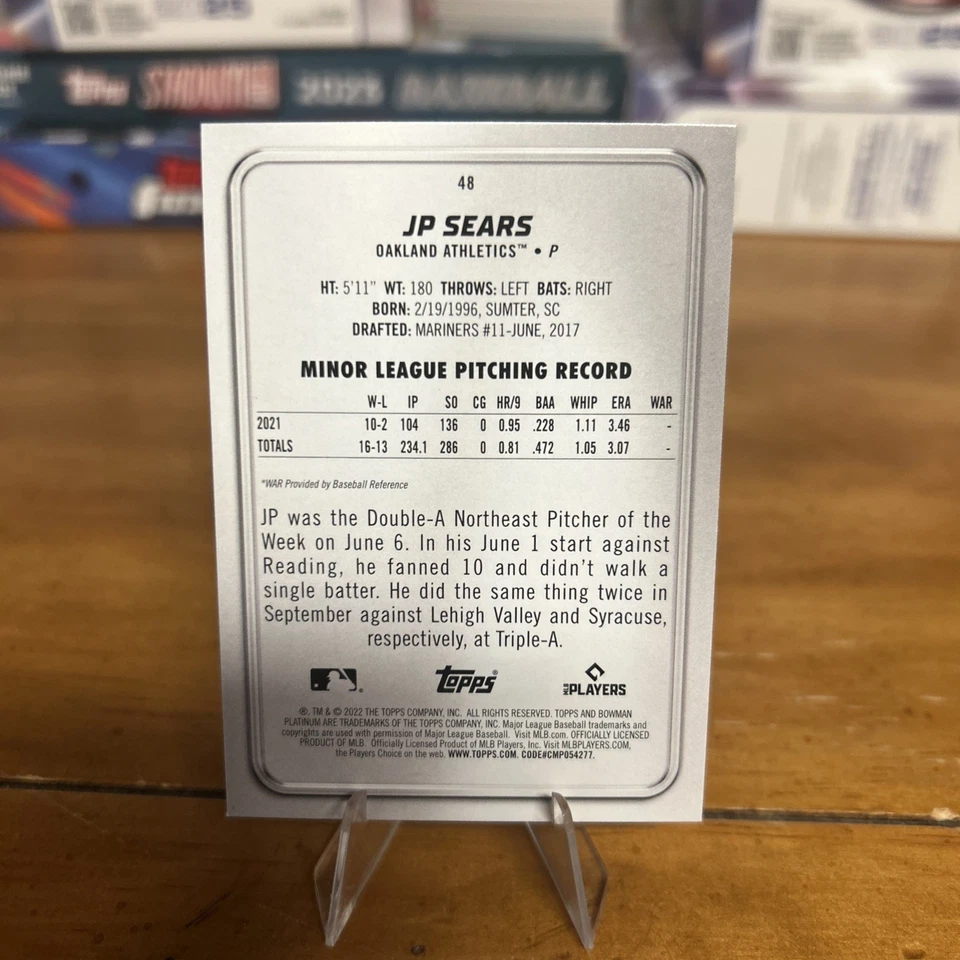 Topps STADIUM 2023 BASEBALL
48
JP SEARS
OAKLAND ATHLETICS™ • P
HT: 5'11" WT: 180 THROWS: LEFT BATS: RIGHT
BORN: 2/19/1996, SUMTER, SC
DRAFTED: MARINERS #11-JUNE, 2017
MINOR LEAGUE PITCHING RECORD
W-L IP SO CG HR/9 BAA WHIP ERA WAR
2021 10-2 104 136 0 0.95 .228 1.11 3.46 -
TOTALS 16-13 234.1 286 0 0.81 .472 1.05 3.07 -
*WAR Provided by Baseball Reference
JP was the Double-A Northeast Pitcher of the
Week on June 6. In his June 1 start against
Reading, he fanned 10 and didn't walk a
single batter. He did the same thing twice in
September against Lehigh Valley and Syracuse,
respectively, at Triple-A.
Topps® MLB PLAYERS
®, TM & © 2022 THE TOPPS COMPANY, INC. ALL RIGHTS RESERVED. TOPPS AND BOWMAN
PLATINUM ARE TRADEMARKS OF THE TOPPS COMPANY, INC. Major League Baseball trademarks and
copyrights are used with permission of Major League Baseball. Visit MLB.com. OFFICIALLY LICENSED
PRODUCT OF MLB. Officially Licensed Product of MLB Players, Inc. Visit MLBPLAYERS.COM,
the Players Choice on the web. WWW.TOPPS.COM. CODE#CMP054277.